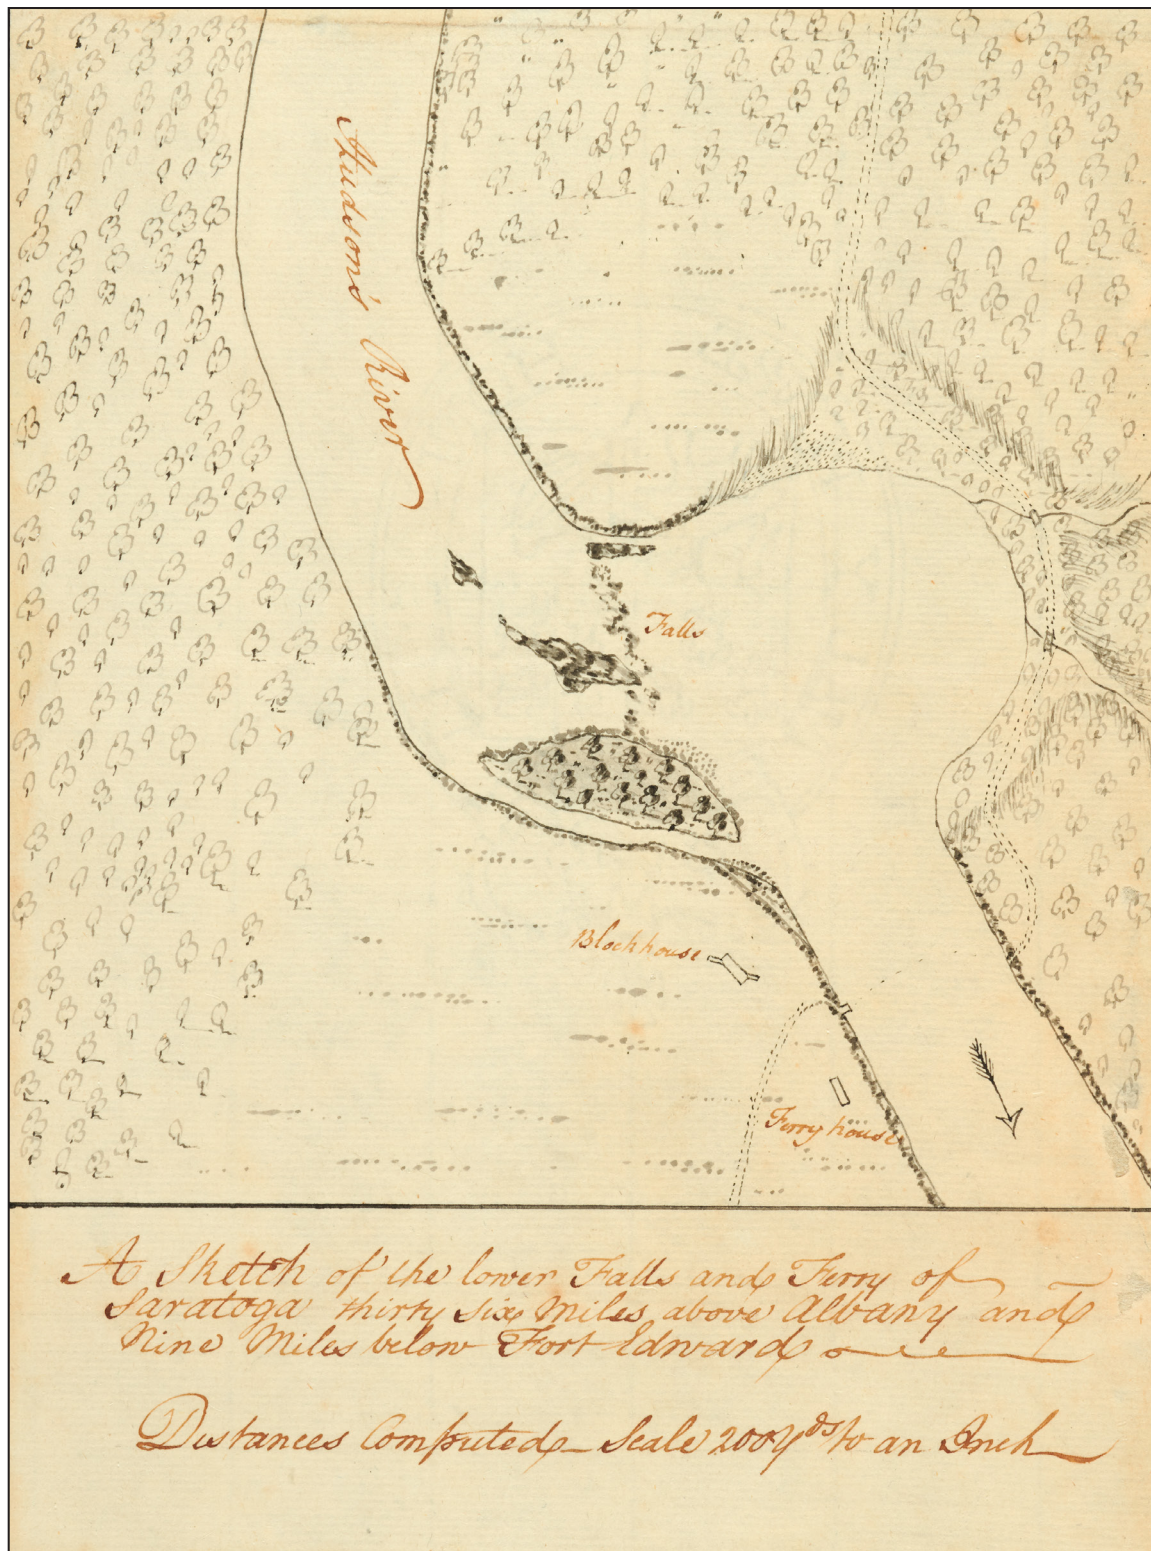 Hudson's River
Falls
Blockhouse
Ferry house
A Sketch of the lower Falls and Ferry of
Saratoga thirty six Miles above Albany and
Nine Miles below Fort Edward
Distances Computed - Scale 200 Yds to an Inch